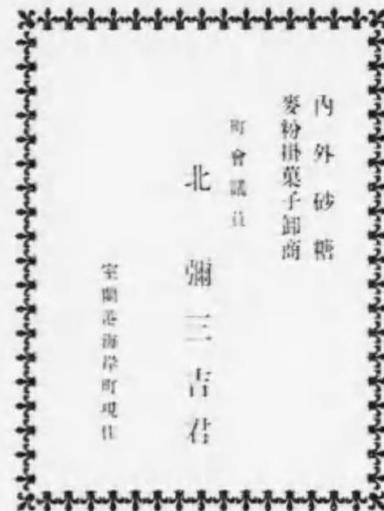 內外砂糖
麥粉掛菓子卸商
町會議員
北彌三吉君
室蘭港海岸町現住